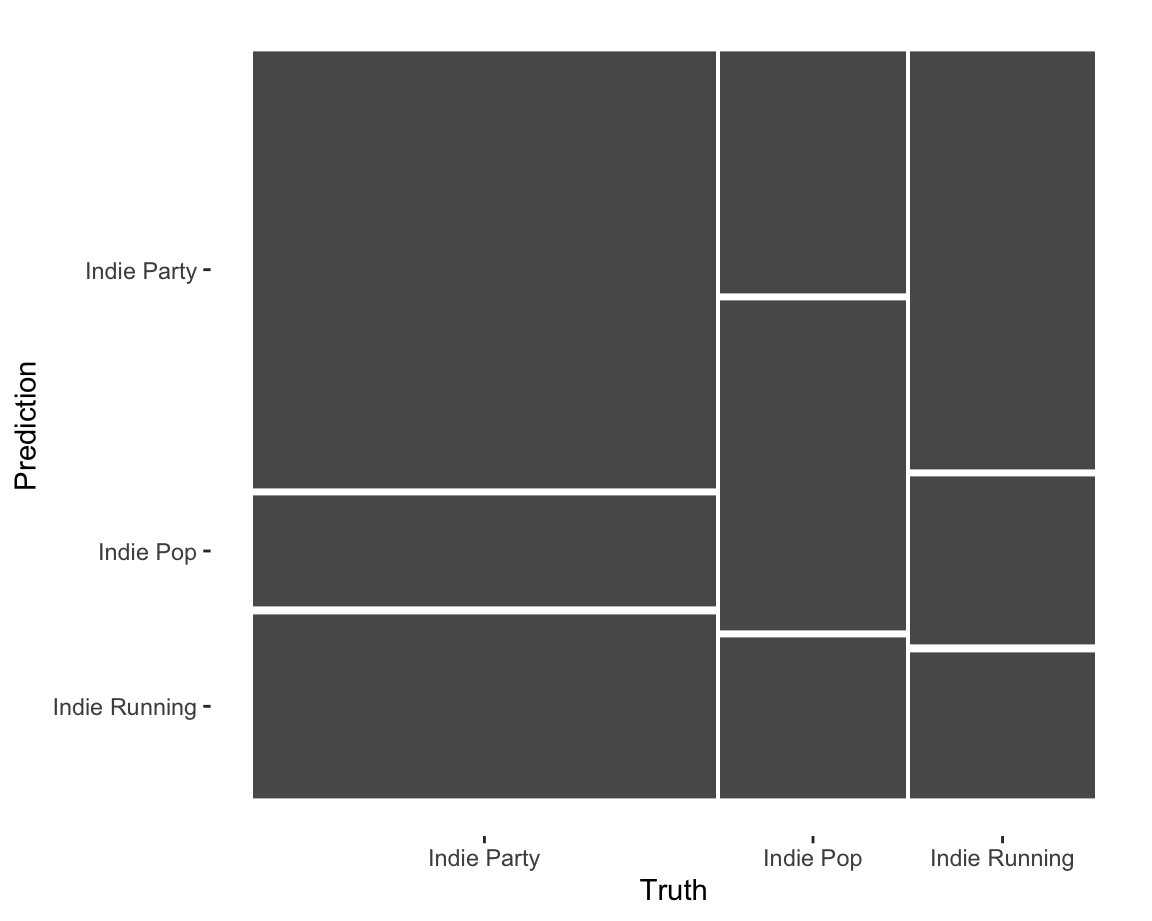 Prediction
Indie Party
Indie Pop
Indie Running
Indie Party
Indie Pop
Indie Running
Truth